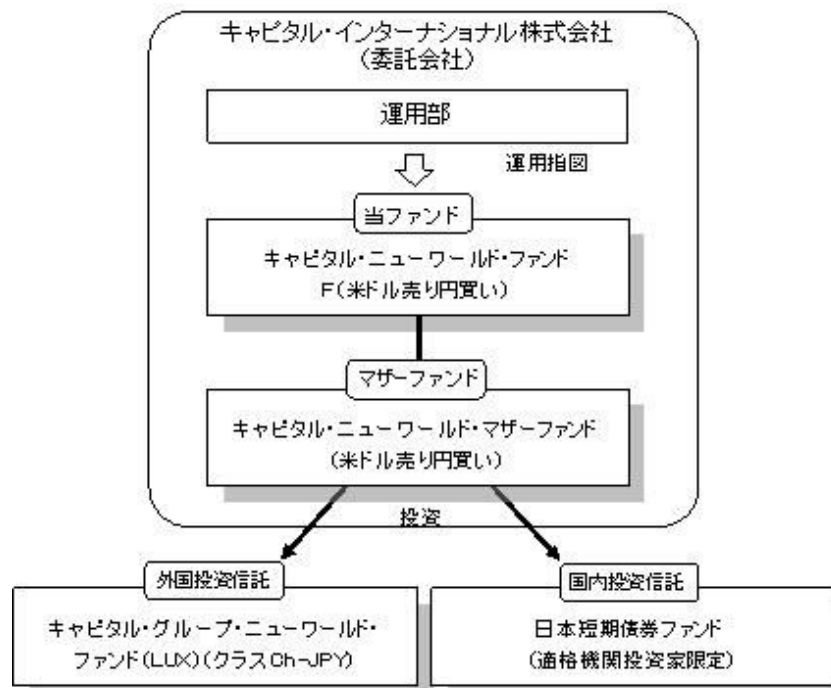 キャピタル・インターナショナル株式会社
（委託会社）
運用部
運用指図
当ファンド
キャピタル・ニューワールド・ファンド
F（米ドル売り円買い）
マザーファンド
キャピタル・ニューワールド・マザーファンド
（米ドル売り円買い）
投資
外国投資信託
国内投資信託
キャピタル・グループ・ニューワールド・
ファンド（LUX）（クラスCh-JPY）
日本短期債券ファンド
（適格機関投資家限定）